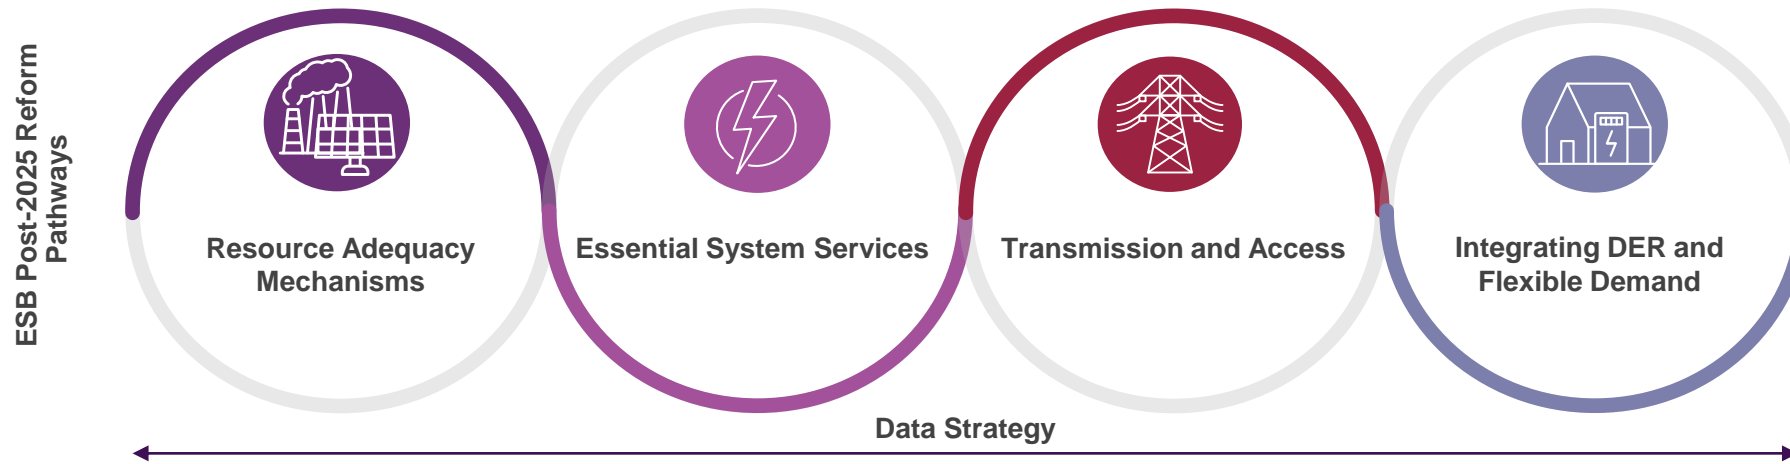 ESB Post-2025 Reform
Pathways
Resource Adequacy
Mechanisms
Essential System Services
Transmission and Access
Integrating DER and
Flexible Demand
Data Strategy